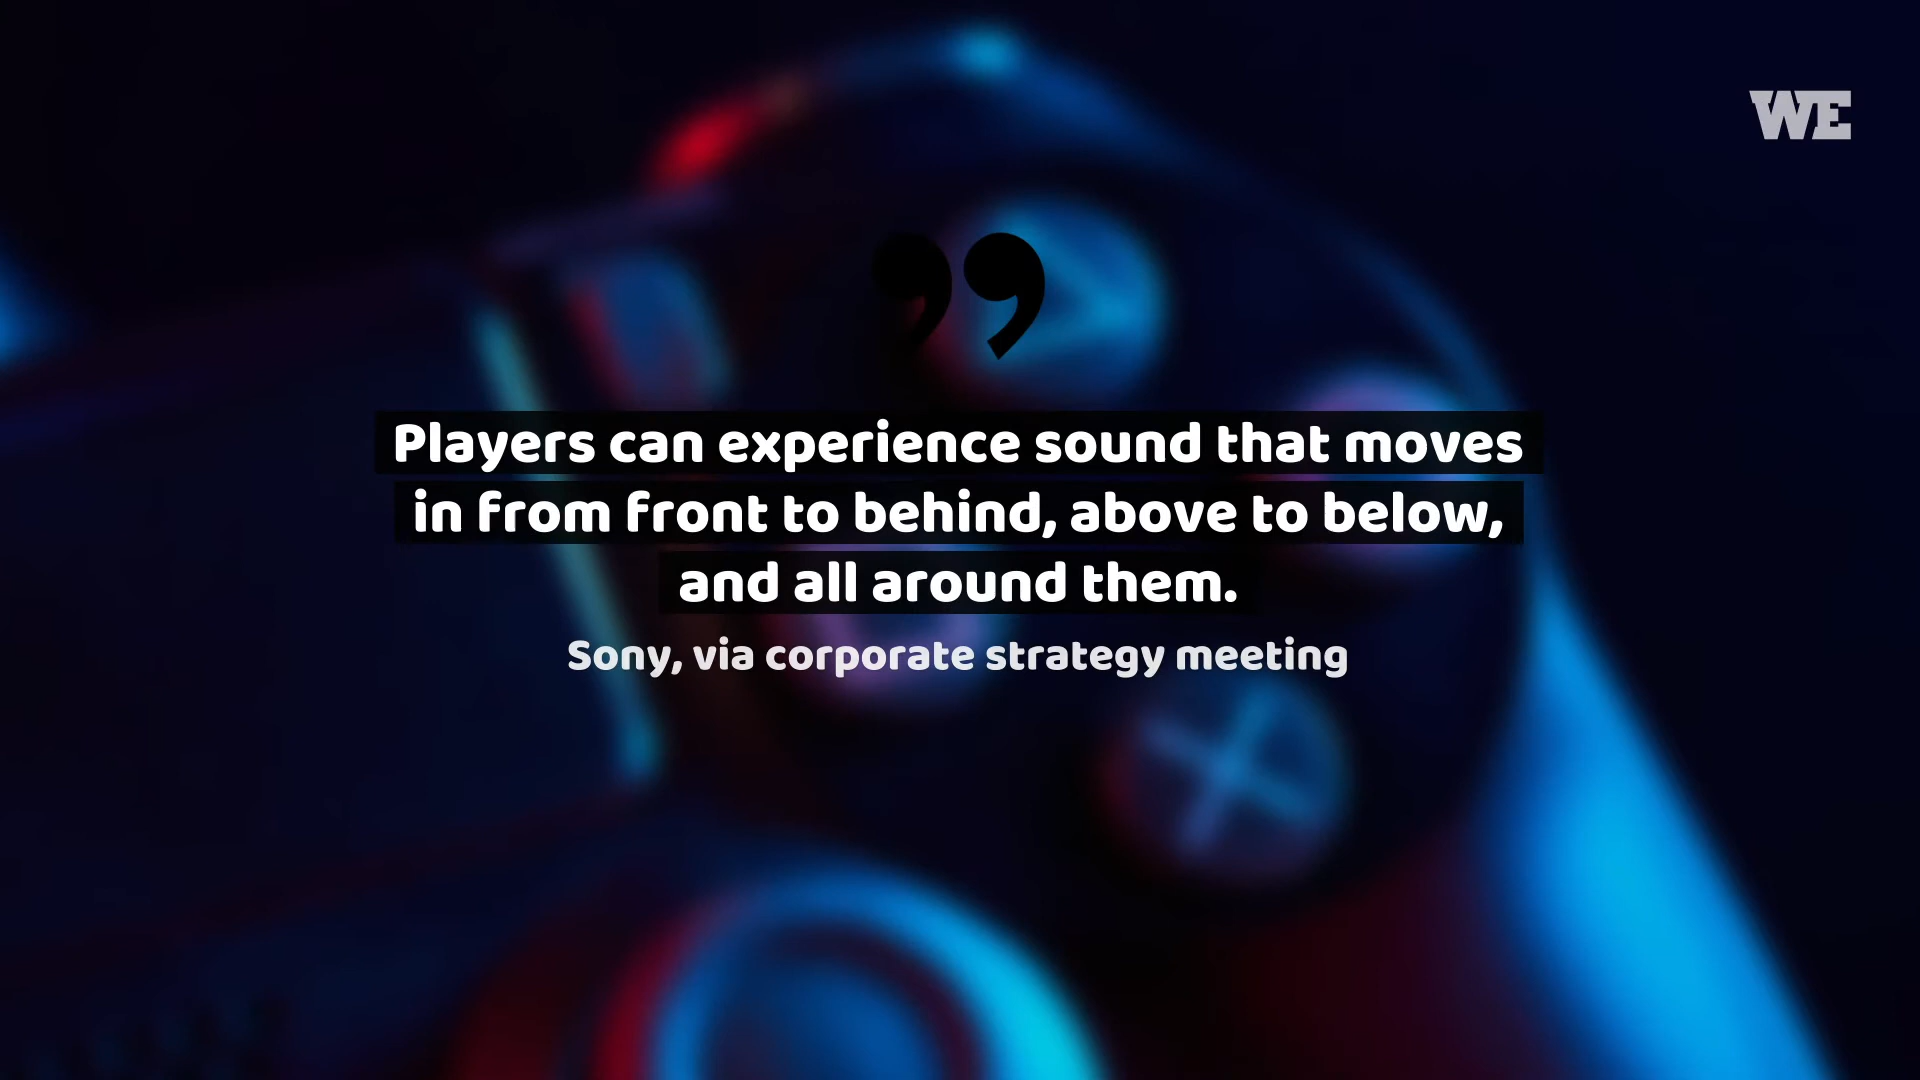 WE
”
Players can experience sound that moves
in from front to behind, above to below,
and all around them.
Sony, via corporate strategy meeting